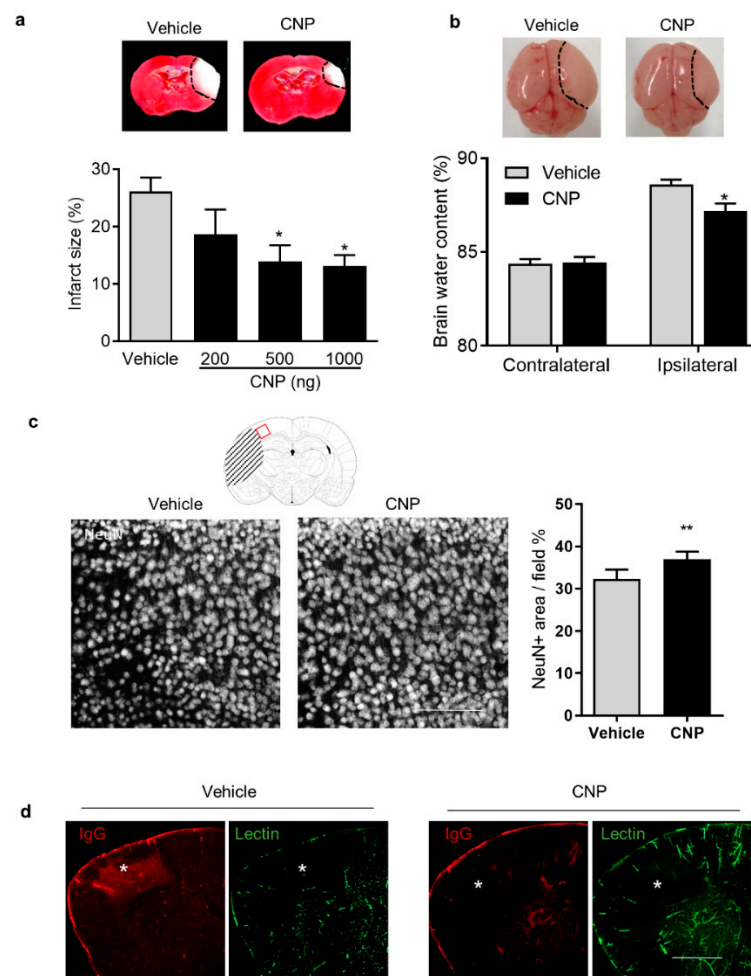 a
Vehicle CNP
Infarct size (%)
30
20
10
0
*
*
Vehicle 200 500 1000
CNP (ng)
b
Vehicle CNP
Brain water content (%)
88
84
80
Vehicle
CNP
*
Contralateral Ipsilateral
c
Vehicle CNP
NeuN
NeuN+ area / field %
50
40
30
20
10
0
**
Vehicle CNP
d
Vehicle CNP
IgG Lectin IgG Lectin
* * * *